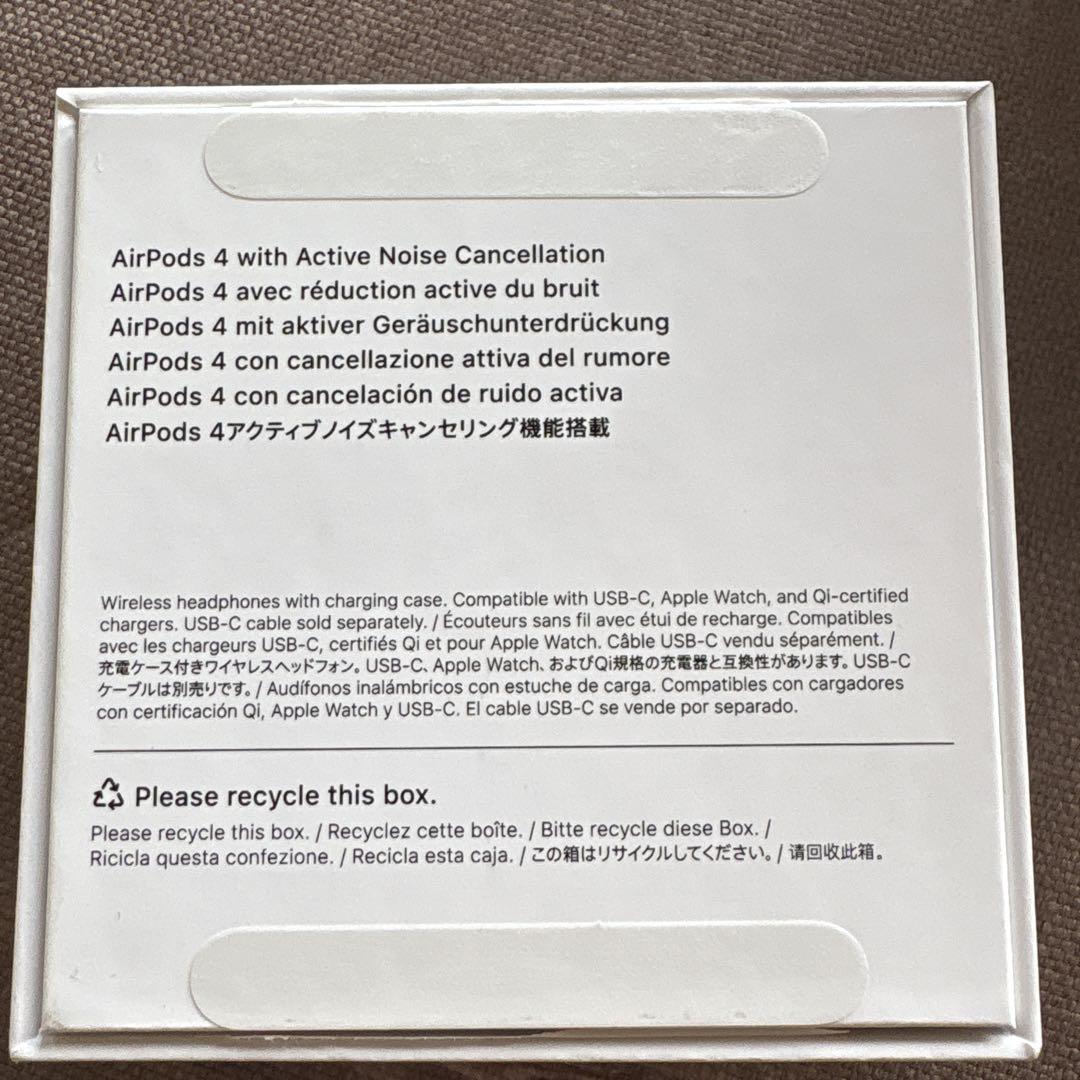 AirPods 4 with Active Noise Cancellation
AirPods 4 avec réduction active du bruit
AirPods 4 mit aktiver Geräuschunterdrückung
AirPods 4 con cancellazione attiva del rumore
AirPods 4 con cancelación de ruido activa
AirPods 4アクティブノイズキャンセリング機能搭載
Wireless headphones with charging case. Compatible with USB-C, Apple Watch, and Qi-certified
chargers. USB-C cable sold separately. / Écouteurs sans fil avec étui de recharge. Compatibles
avec les chargeurs USB-C, certifiés Qi et pour Apple Watch. Câble USB-C vendu séparément. /
充電ケース付きワイヤレスヘッドフォン。USB-C、Apple Watch、およびQi規格の充電器と互換性があります。USB-C
ケーブルは別売りです。/ Audífonos inalámbricos con estuche de carga. Compatibles con cargadores
con certificación Qi, Apple Watch y USB-C. El cable USB-C se vende por separado.
Please recycle this box.
Please recycle this box. / Recyclez cette boîte. / Bitte recycle diese Box. /
Ricicla questa confezione. / Recicla esta caja. / この箱はリサイクルしてください。/ 请回收此箱。